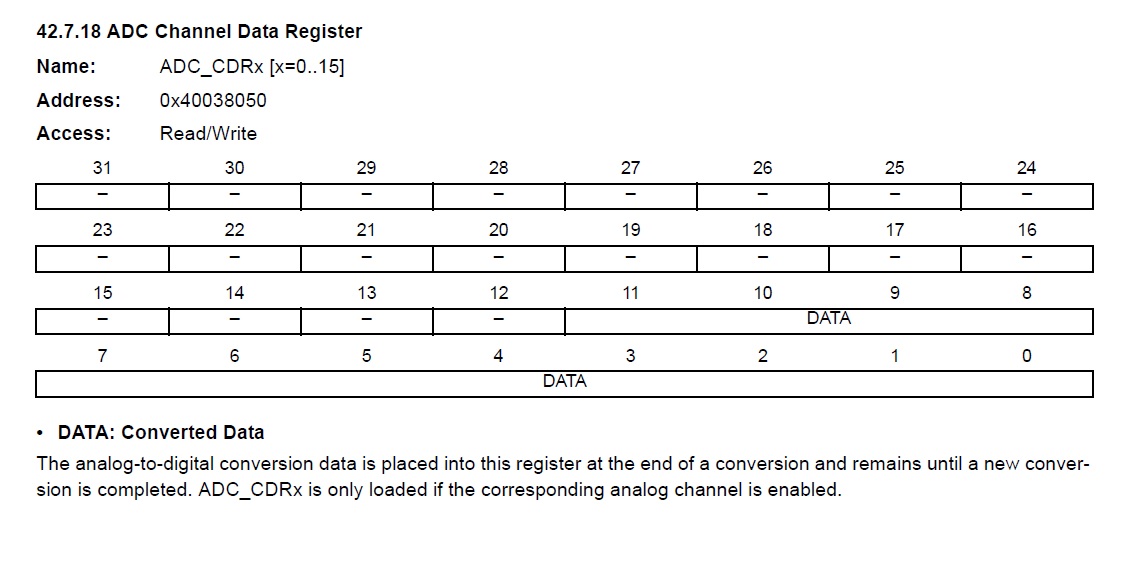 42.7.18 ADC Channel Data Register
Name: ADC_CDRx [x=0..15]
Address: 0x40038050
Access: Read/Write
31 30 29 28 27 26 25 24
– – – – – – – –
23 22 21 20 19 18 17 16
– – – – – – – –
15 14 13 12 11 10 9 8
– – – – DATA
7 6 5 4 3 2 1 0
DATA
• DATA: Converted Data
The analog-to-digital conversion data is placed into this register at the end of a conversion and remains until a new conver-
sion is completed. ADC_CDRx is only loaded if the corresponding analog channel is enabled.